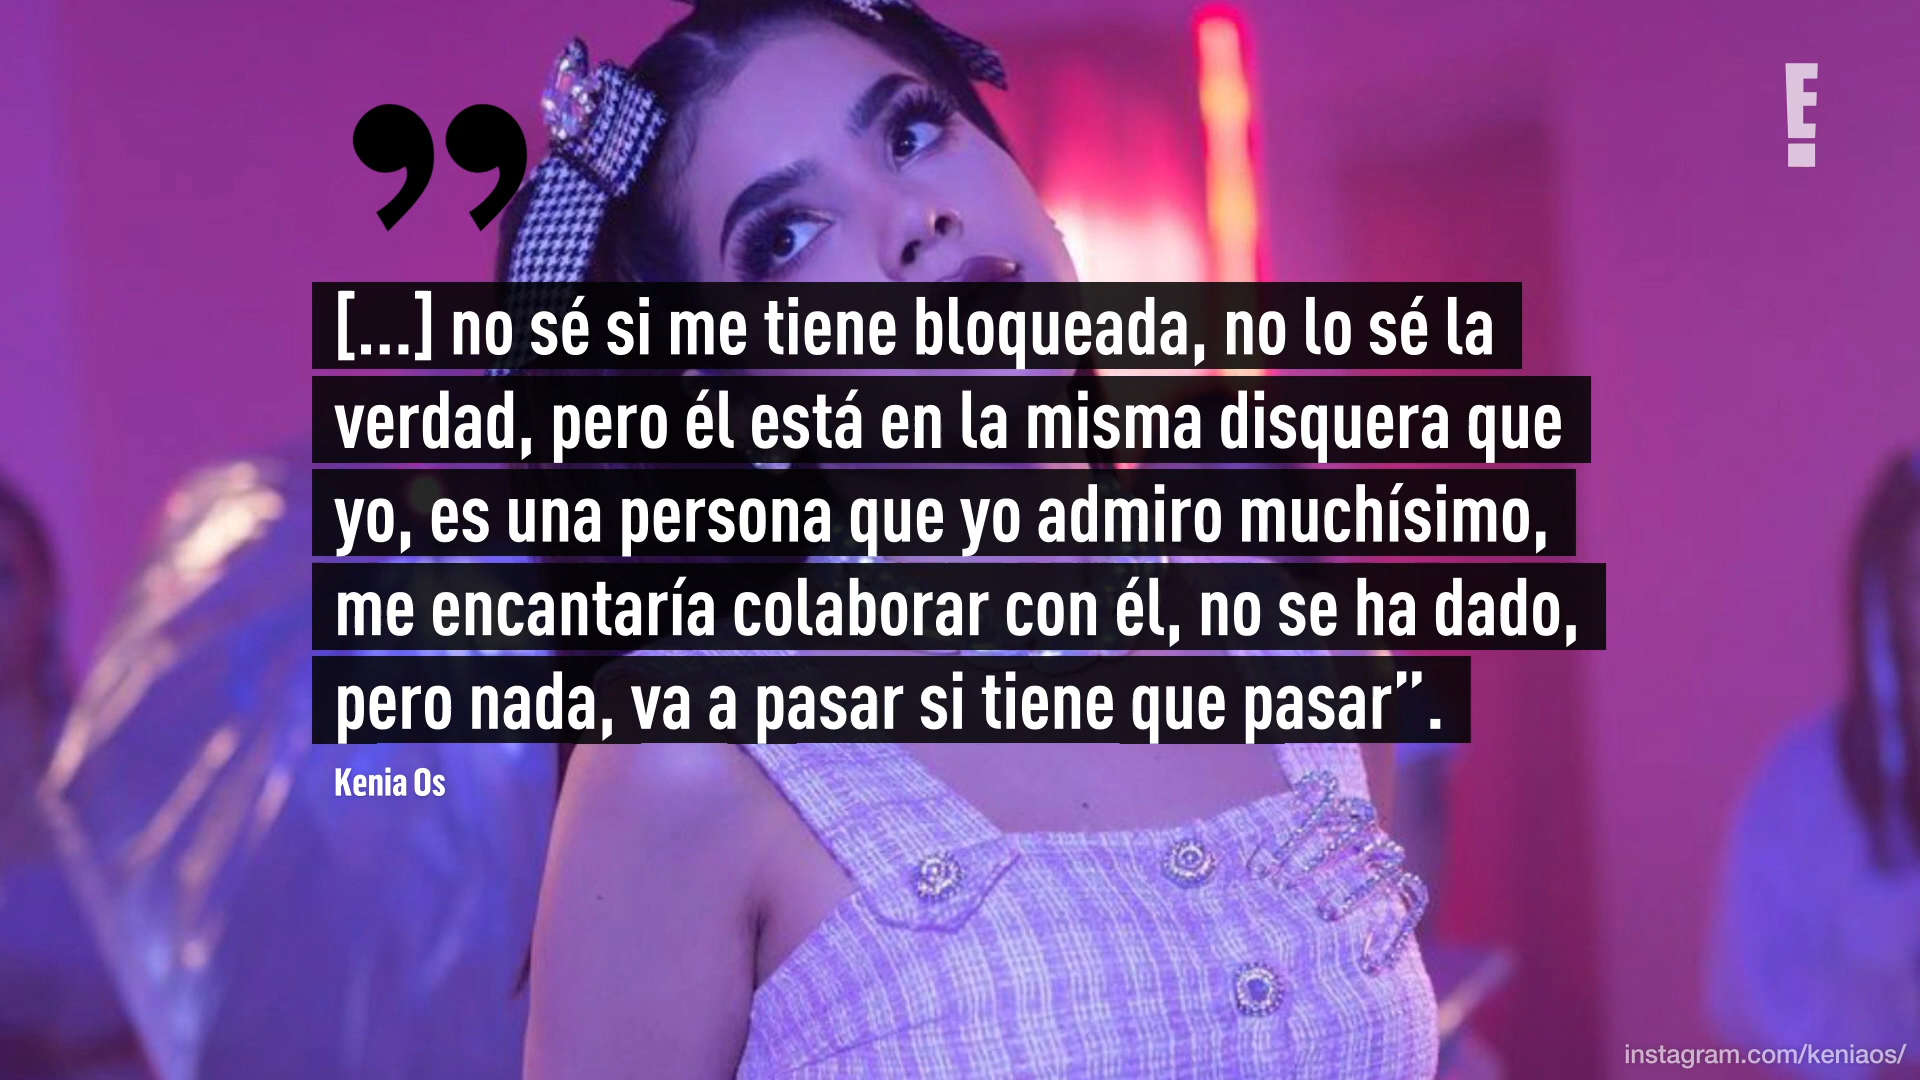 E!
”
[...] no sé si me tiene bloqueada, no lo sé la
verdad, pero él está en la misma disquera que
yo, es una persona que yo admiro muchísimo,
me encantaría colaborar con él, no se ha dado,
pero nada, va a pasar si tiene que pasar”.
Kenia Os
instagram.com/keniaos/